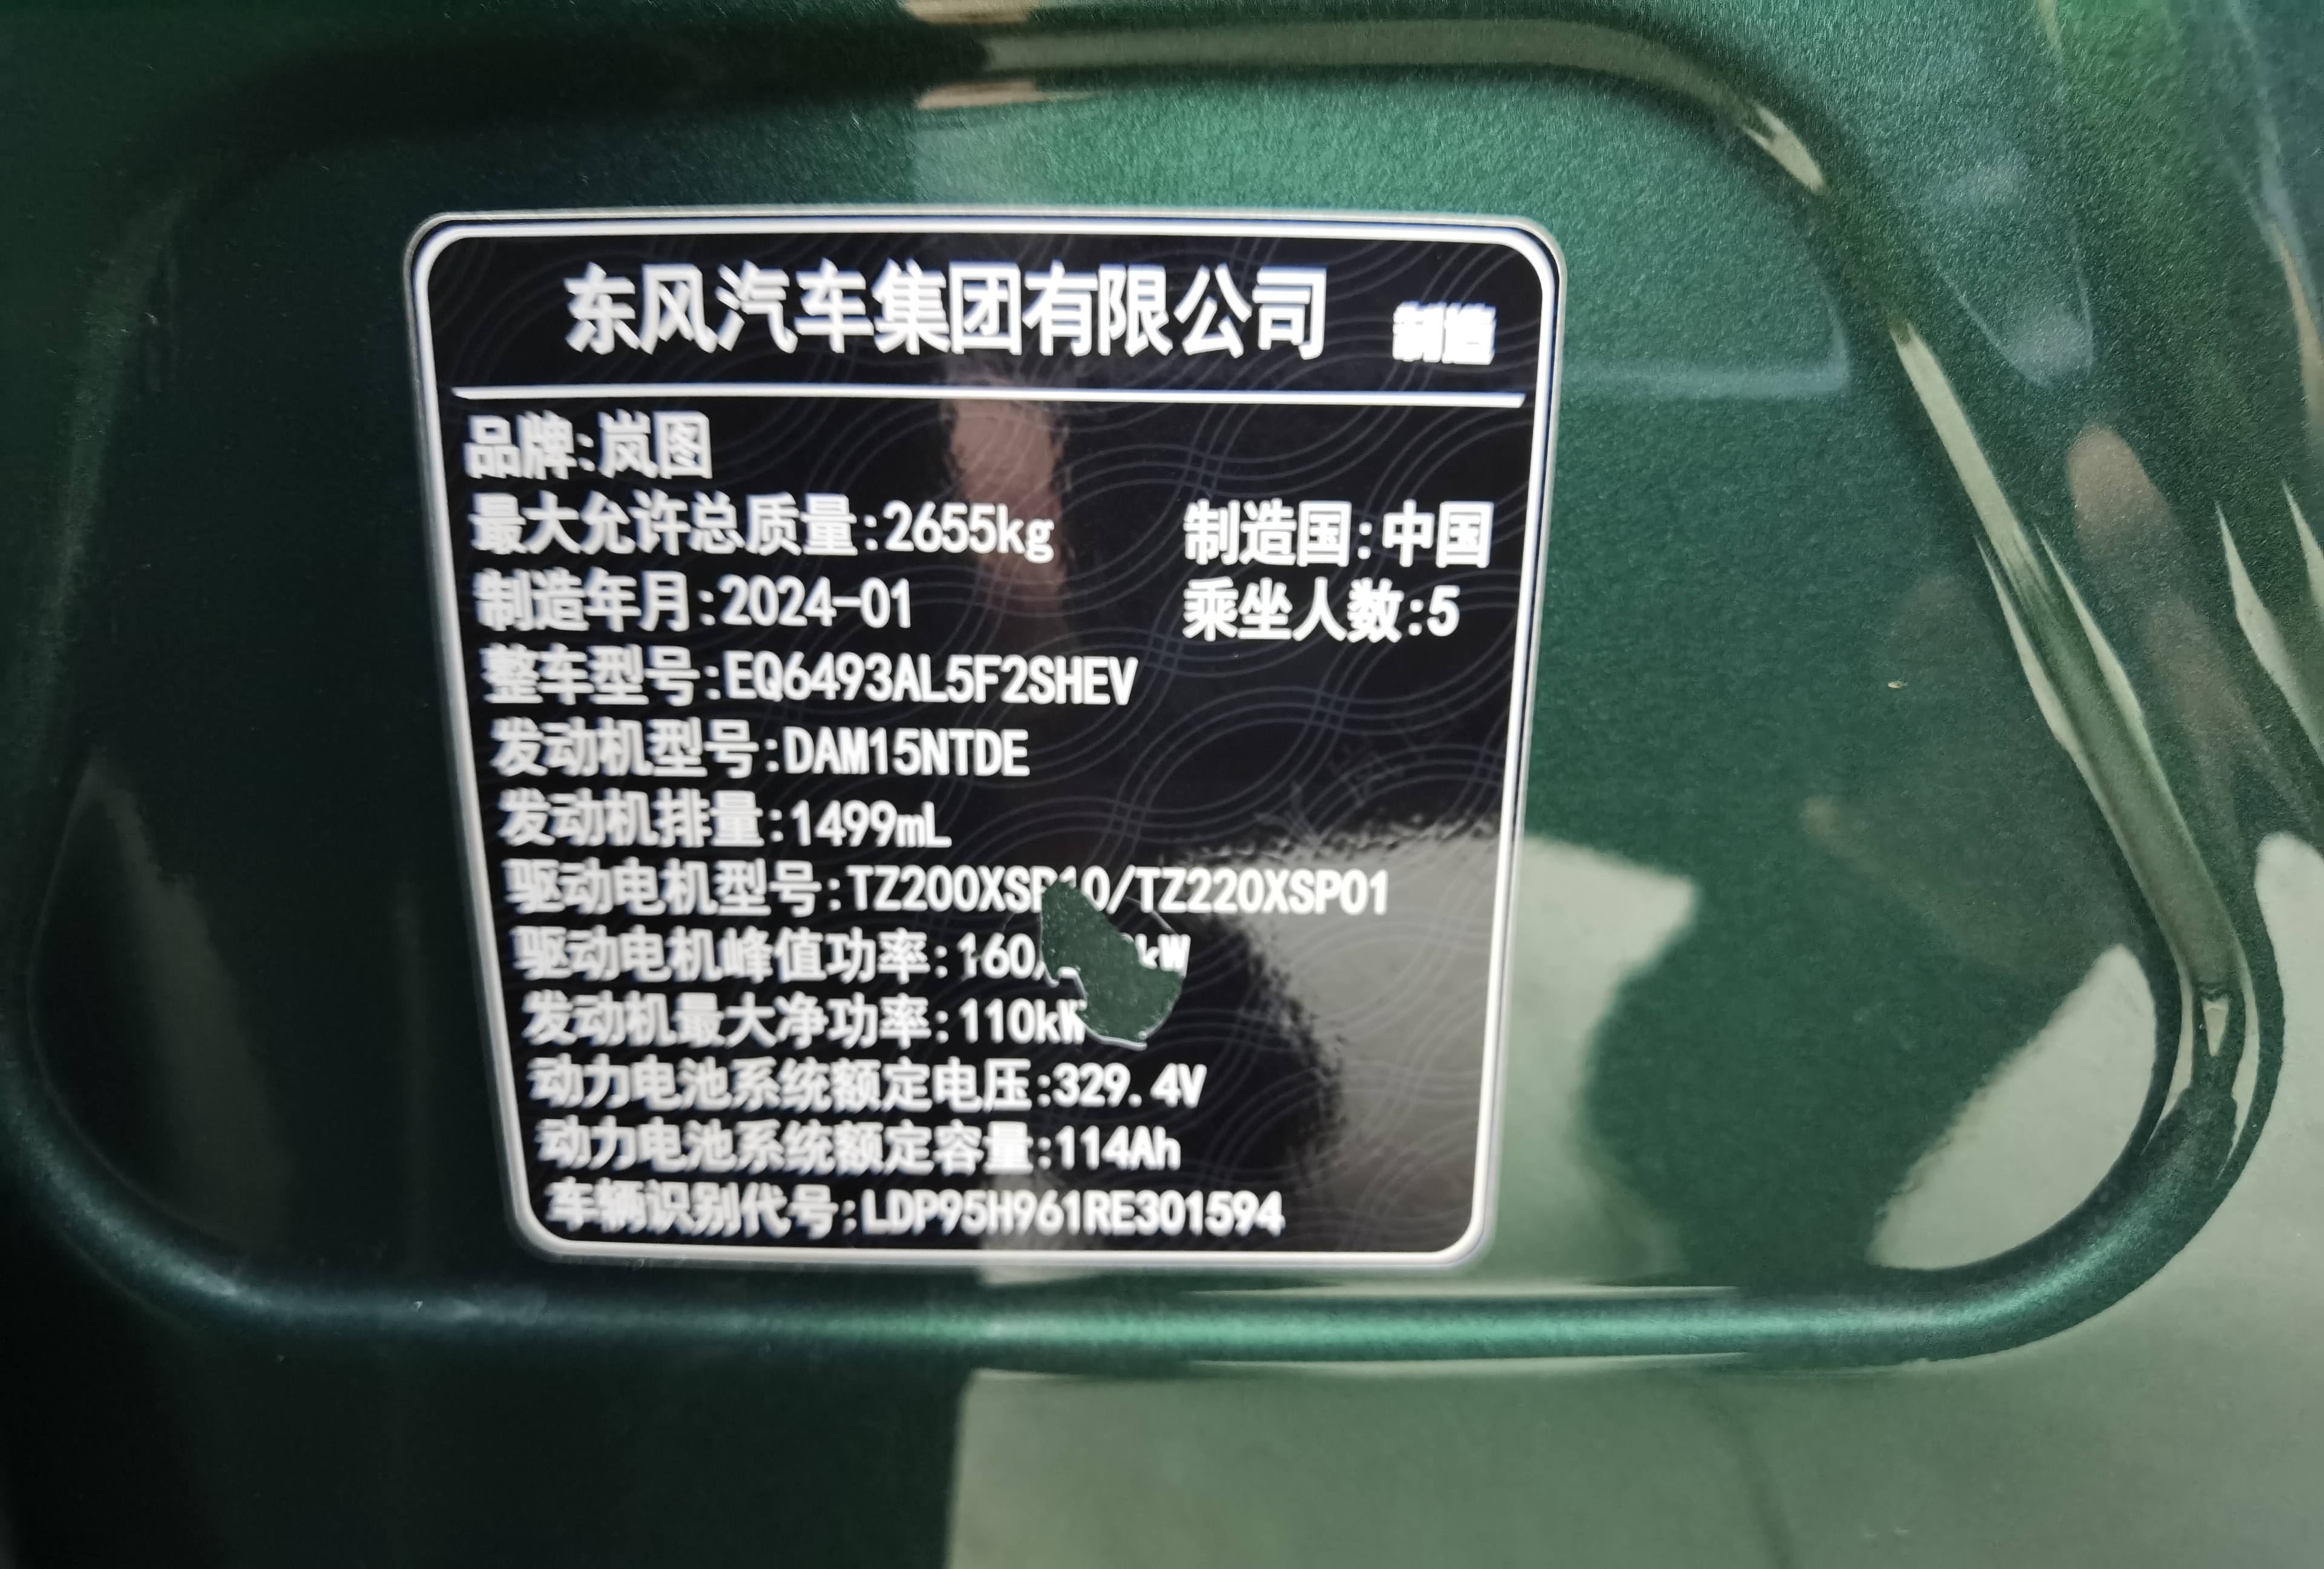 东风汽车集团有限公司 制造
品牌:岚图
最大允许总质量:2655kg 制造国:中国
制造年月:2024-01 乘坐人数:5
整车型号:EQ6493AL5F2SHEV
发动机型号:DAM15NTDE
发动机排量:1499mL
驱动电机型号:TZ200XSP10/TZ220XSP01
驱动电机峰值功率:160/ kW
发动机最大净功率:110kW
动力电池系统额定电压:329.4V
动力电池系统额定容量:114Ah
车辆识别代号:LDP95H961RE301594